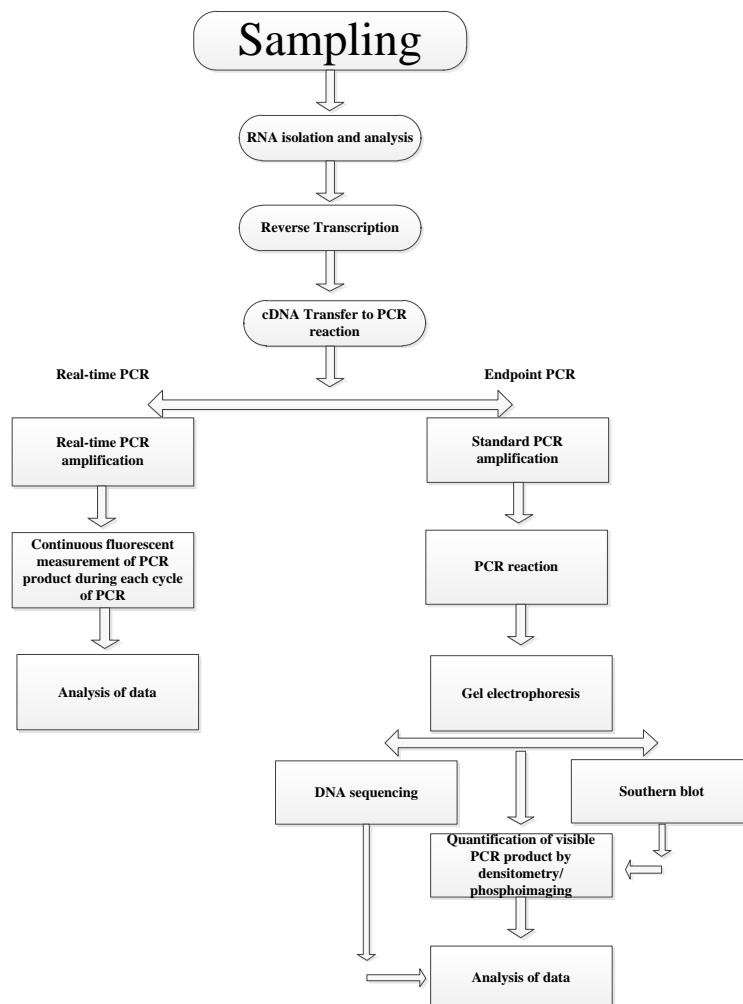 Sampling
RNA isolation and analysis
Reverse Transcription
cDNA Transfer to PCR
reaction
Real-time PCR
Endpoint PCR
Real-time PCR
amplification
Standard PCR
amplification
Continuous fluorescent
measurement of PCR
product during each cycle
of PCR
PCR reaction
Analysis of data
Gel electrophoresis
DNA sequencing
Southern blot
Quantification of visible
PCR product by
densitometry/
phosphoimaging
Analysis of data